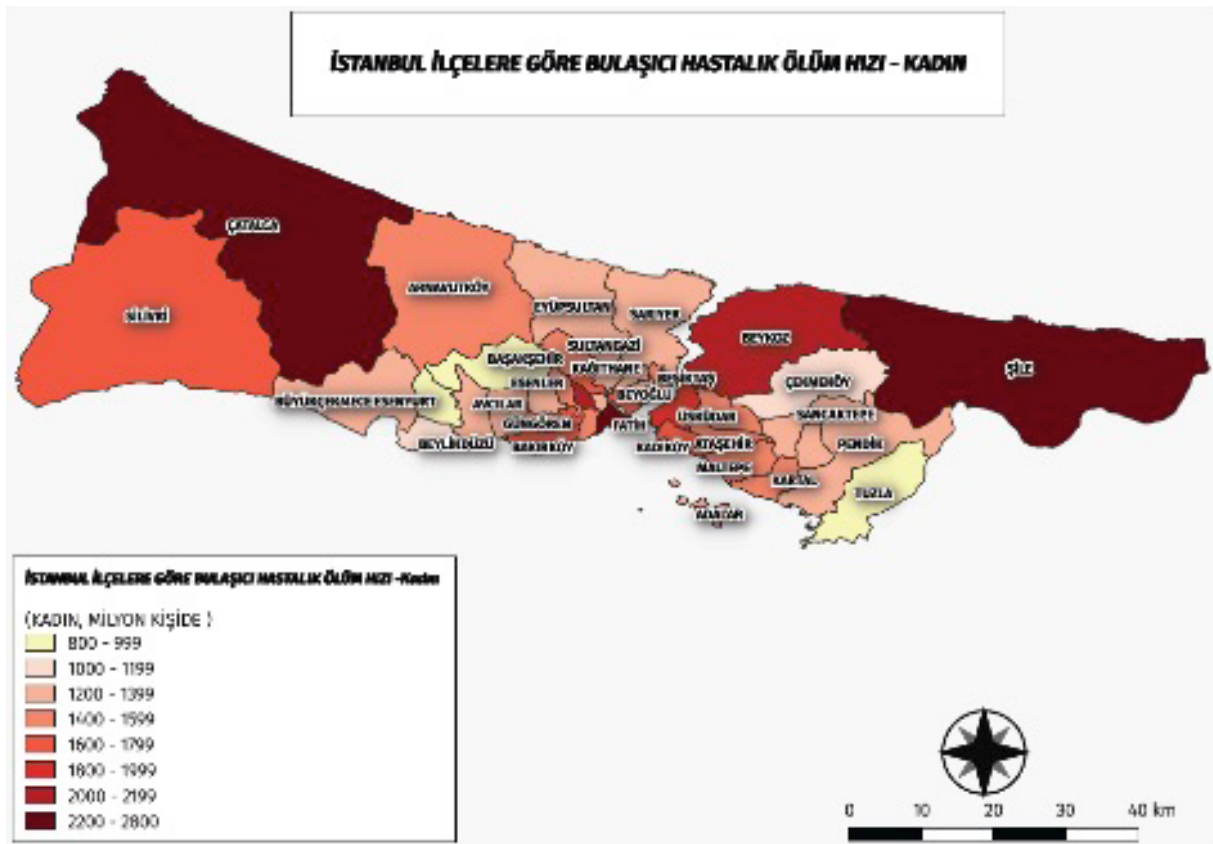 İSTANBUL İLÇELERE GÖRE BULAŞICI HASTALIK ÖLÜM HIZI - KADIN
ÇATALCA
SİLİVRİ
ARNAVUTKÖY
EYÜPSULTAN
SARIYER
BEYKOZ
ŞİLE
SULTANGAZİ
BAŞAKŞEHİR
KAĞITHANE
BEŞİKTAŞ
ÇEKMEKÖY
ESENLER
BEYOĞLU
BÜYÜKÇEKMECE ESENYURT
AVCILAR
ÜSKÜDAR
SANCAKTEPE
GÜNGÖREN
FATİH
BEYLİKDÜZÜ
BAKIRKÖY
KADIKÖY
ATAŞEHİR
PENDİK
MALTEPE
KARTAL
TUZLA
ADALAR
İSTANBUL İLÇELERE GÖRE BULAŞICI HASTALIK ÖLÜM HIZI -Kadın
(KADIN, MİLYON KİŞİDE )
800 - 999
1000 - 1199
1200 - 1399
1400 - 1599
1600 - 1799
1800 - 1999
2000 - 2199
2200 - 2800
0 10 20 30 40 km